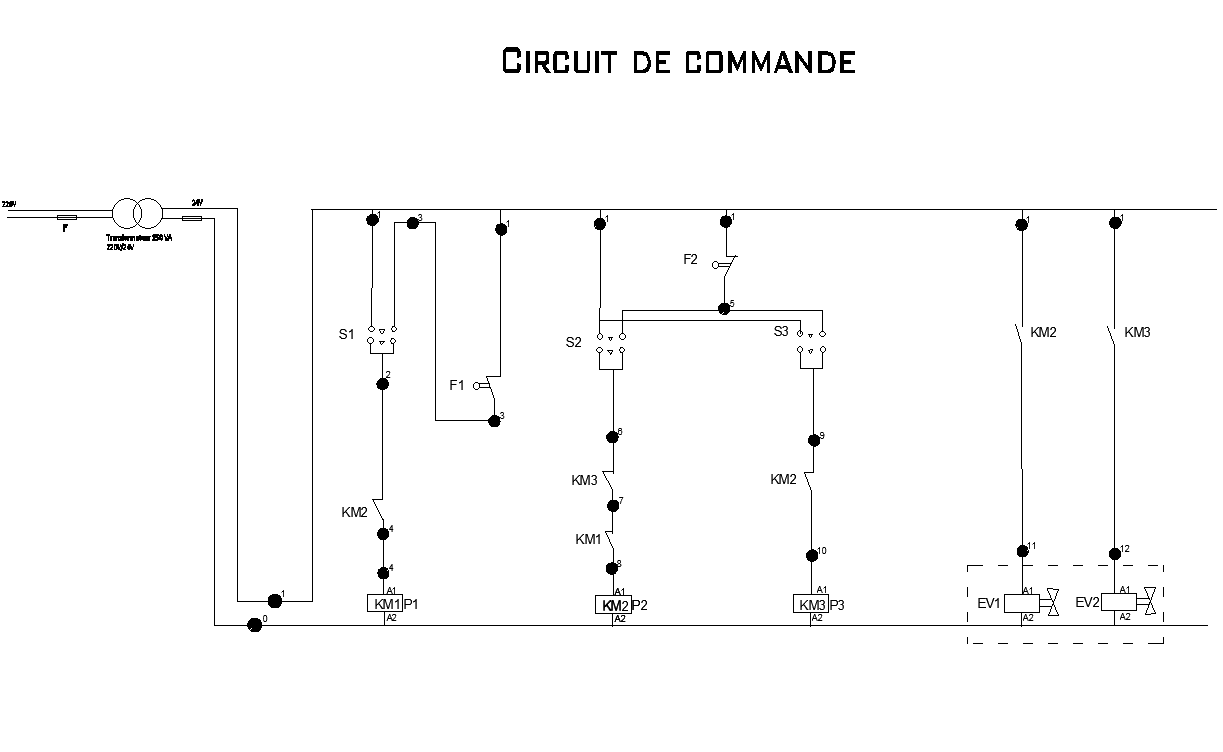 CIRCUIT DE COMMANDE
220V
24V
F
Transformateur 250 VA
220V/24V
1
3
1
1
1
1
1
F2
5
S1
S2
S3
KM2
KM3
2
F1
3
6
9
KM3
KM2
7
KM2
4
KM1
10
11
12
4
8
1
A1
KM1 P1
A2
A1
KM2 P2
A2
A1
KM3 P3
A2
EV1
A1
A2
EV2
A1
A2
0